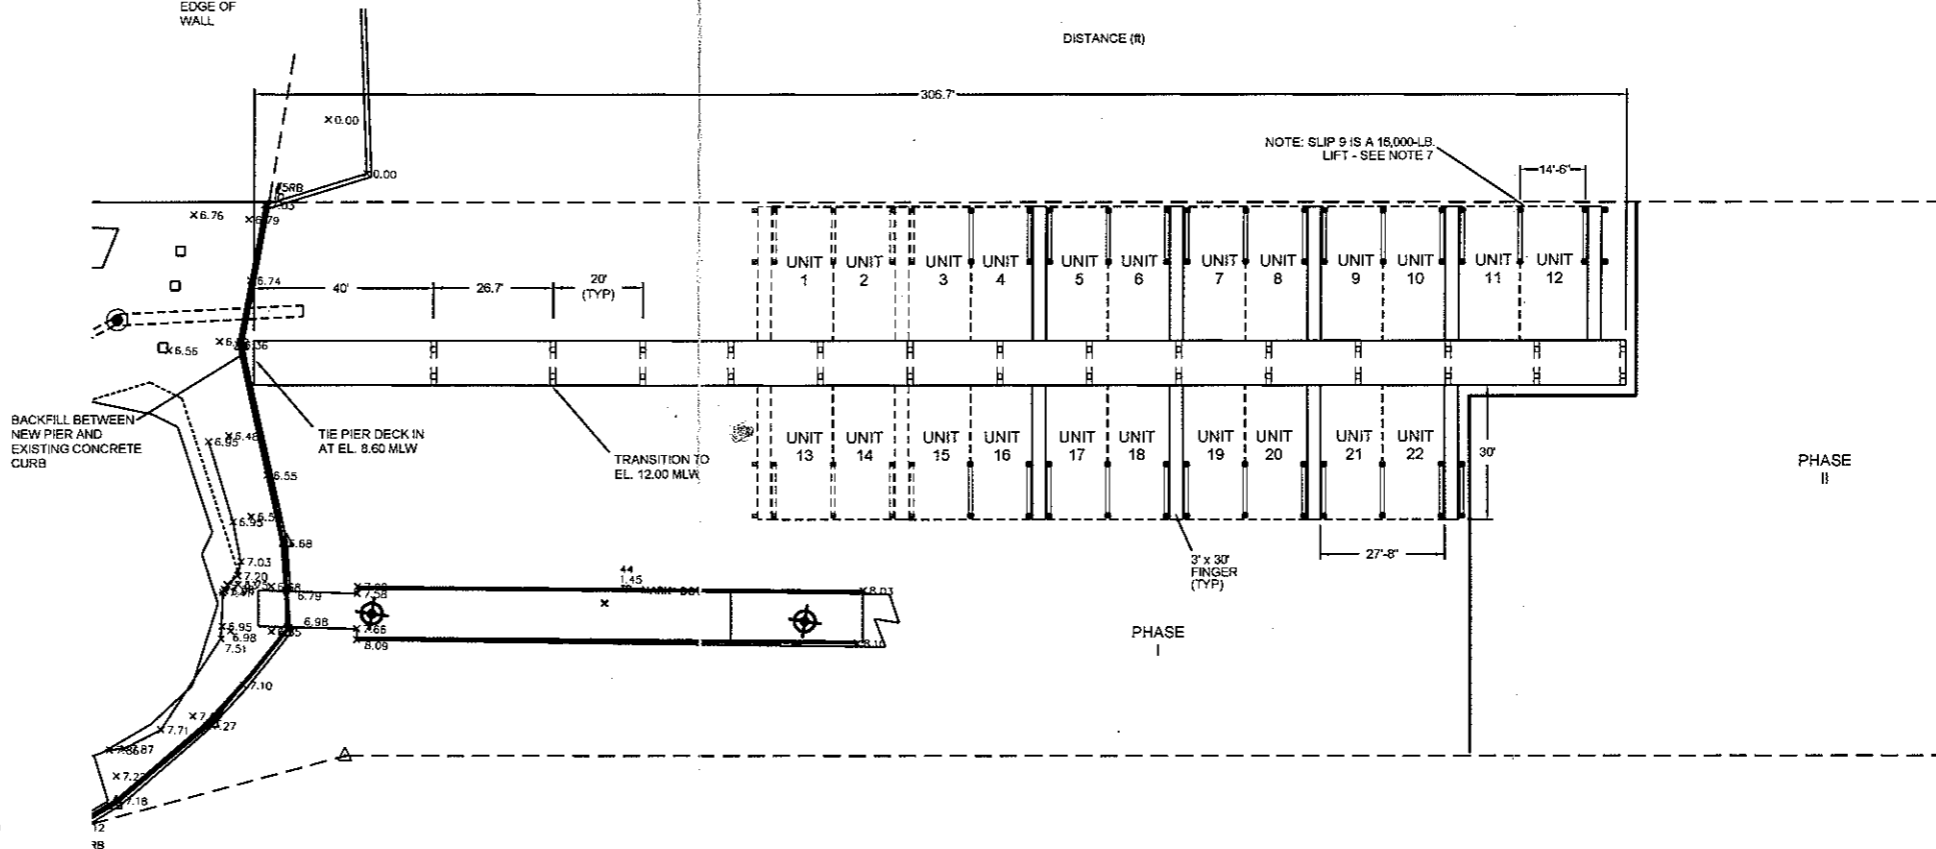 EDGE OF
WALL
DISTANCE (ft)
306.7'
×0.00
NOTE: SLIP 9 IS A 16,000-LB.
LIFT - SEE NOTE 7
14'-6"
0.00
×6.76
6.74
40'
26.7'
20'
(TYP)
UNIT
1
UNIT
2
UNIT
3
UNIT
4
UNIT
5
UNIT
6
UNIT
7
UNIT
8
UNIT
9
UNIT
10
UNIT
11
UNIT
12
×6.56
BACKFILL BETWEEN
NEW PIER AND
EXISTING CONCRETE
CURB
TIE PIER DECK IN
AT EL. 8.60 MLW
TRANSITION TO
EL. 12.00 MLW
6.95
6.48
6.55
UNIT
13
UNIT
14
UNIT
15
UNIT
16
UNIT
17
UNIT
18
UNIT
19
UNIT
20
UNIT
21
UNIT
22
30'
PHASE
II
6.95
7.03
7.20
3' x 30'
FINGER
(TYP)
27'-8"
44
1.45
6.79
7.58
8.03
6.98
6.95
6.98
7.51
8.09
8.10
PHASE
I
7.10
7.71
7.18